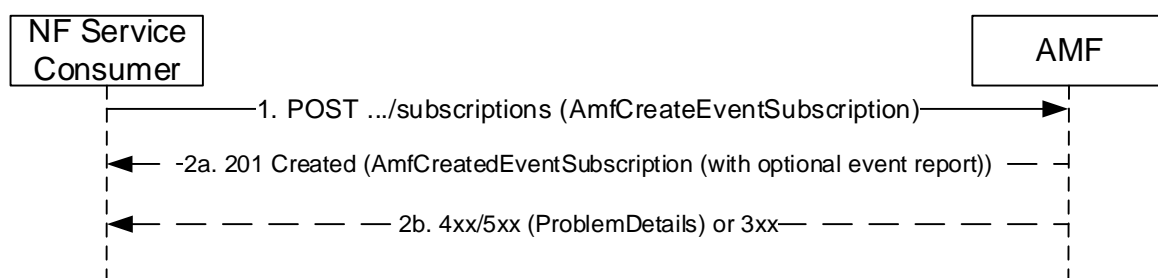 NF Service
Consumer
AMF
1. POST .../subscriptions (AmfCreateEventSubscription)
2a. 201 Created (AmfCreatedEventSubscription (with optional event report))
2b. 4xx/5xx (ProblemDetails) or 3xx